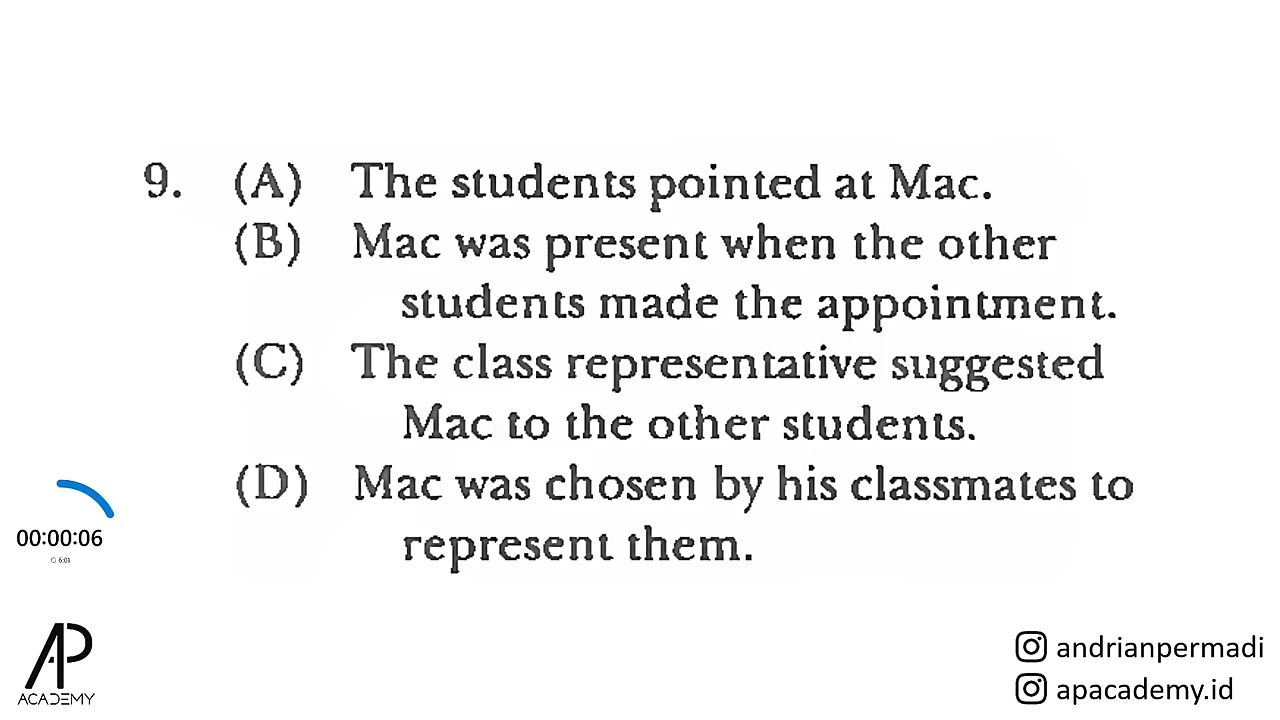 9. (A) The students pointed at Mac.
(B) Mac was present when the other
students made the appointment.
(C) The class representative suggested
Mac to the other students.
(D) Mac was chosen by his classmates to
represent them.
00:00:06
AP
ACADEMY
andrianpermadi
apacademy.id